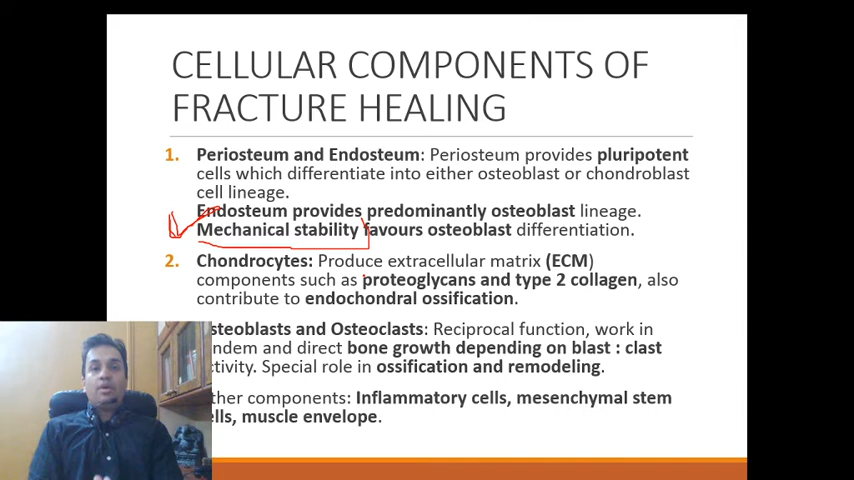 CELLULAR COMPONENTS OF
FRACTURE HEALING
1. Periosteum and Endosteum: Periosteum provides pluripotent
cells which differentiate into either osteoblast or chondroblast
cell lineage.
Endosteum provides predominantly osteoblast lineage.
Mechanical stability favours osteoblast differentiation.
2. Chondrocytes: Produce extracellular matrix (ECM)
components such as proteoglycans and type 2 collagen, also
contribute to endochondral ossification.
steoblasts and Osteoclasts: Reciprocal function, work in
ndem and direct bone growth depending on blast : clast
ctivity. Special role in ossification and remodeling.
ther components: Inflammatory cells, mesenchymal stem
ells, muscle envelope.